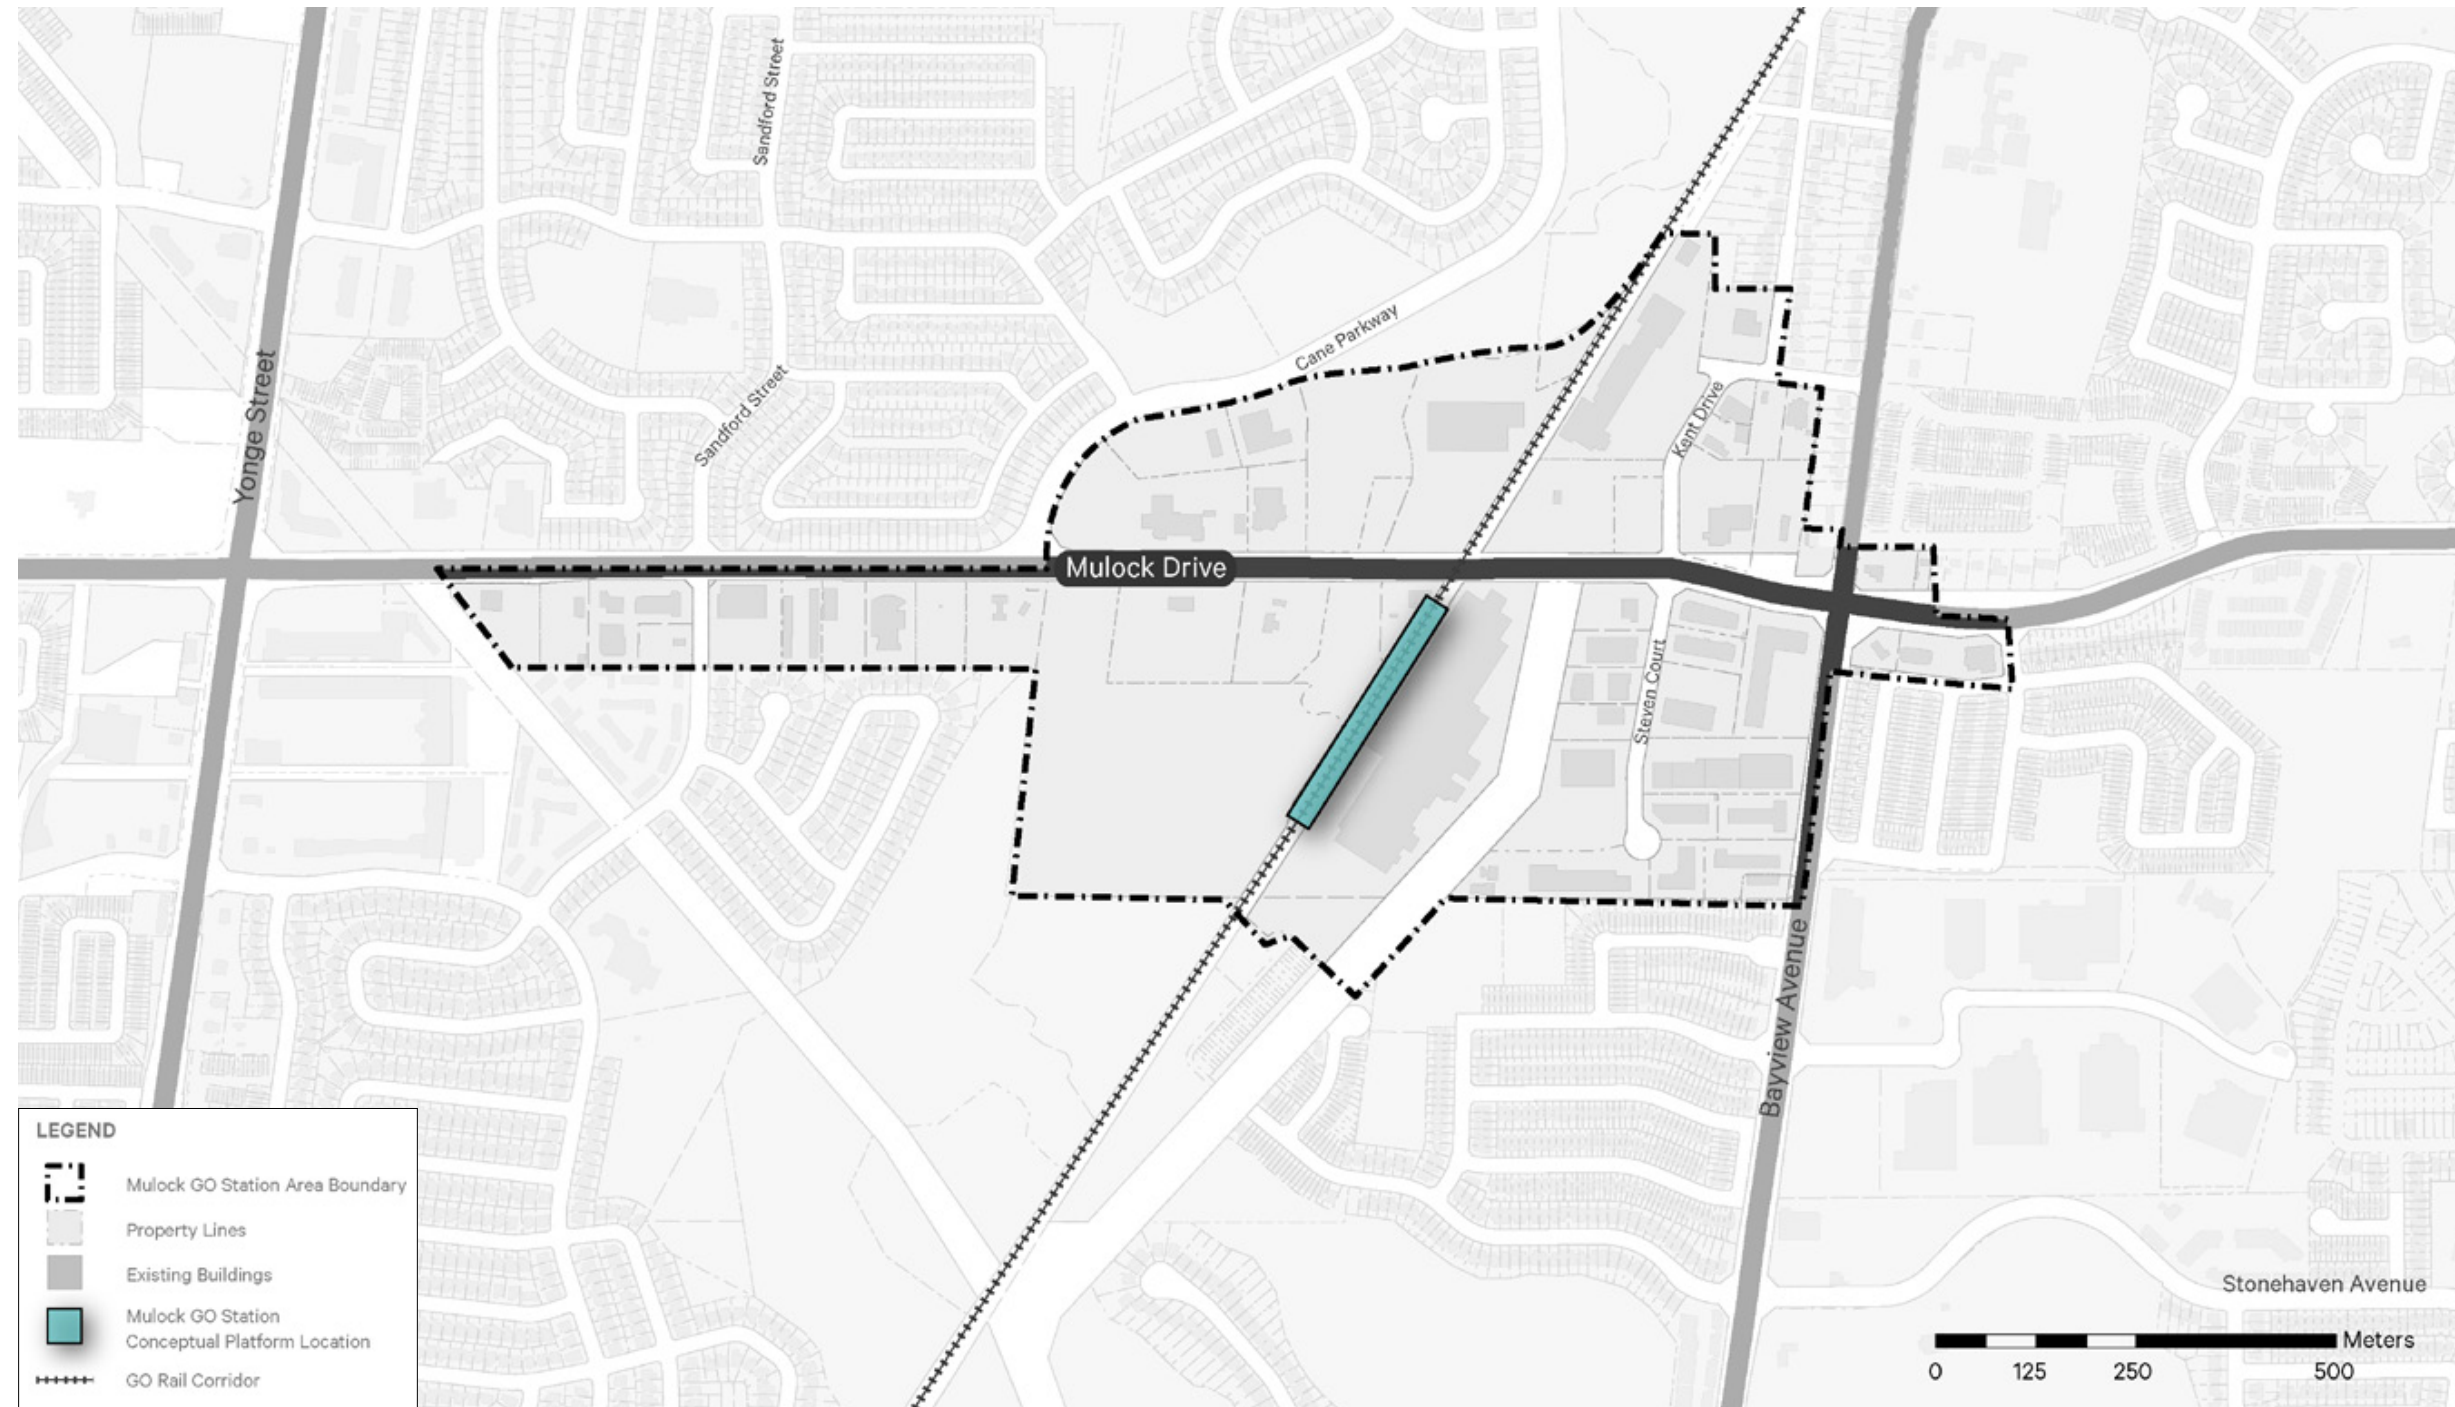 Sandford Street
Cane Parkway
Yonge Street
Sandford Street
Kent Drive
Mulock Drive
Steven Court
Bayview Avenue
Stonehaven Avenue
LEGEND
Mulock GO Station Area Boundary
Property Lines
Existing Buildings
Mulock GO Station
Conceptual Platform Location
GO Rail Corridor
Meters
0 125 250 500